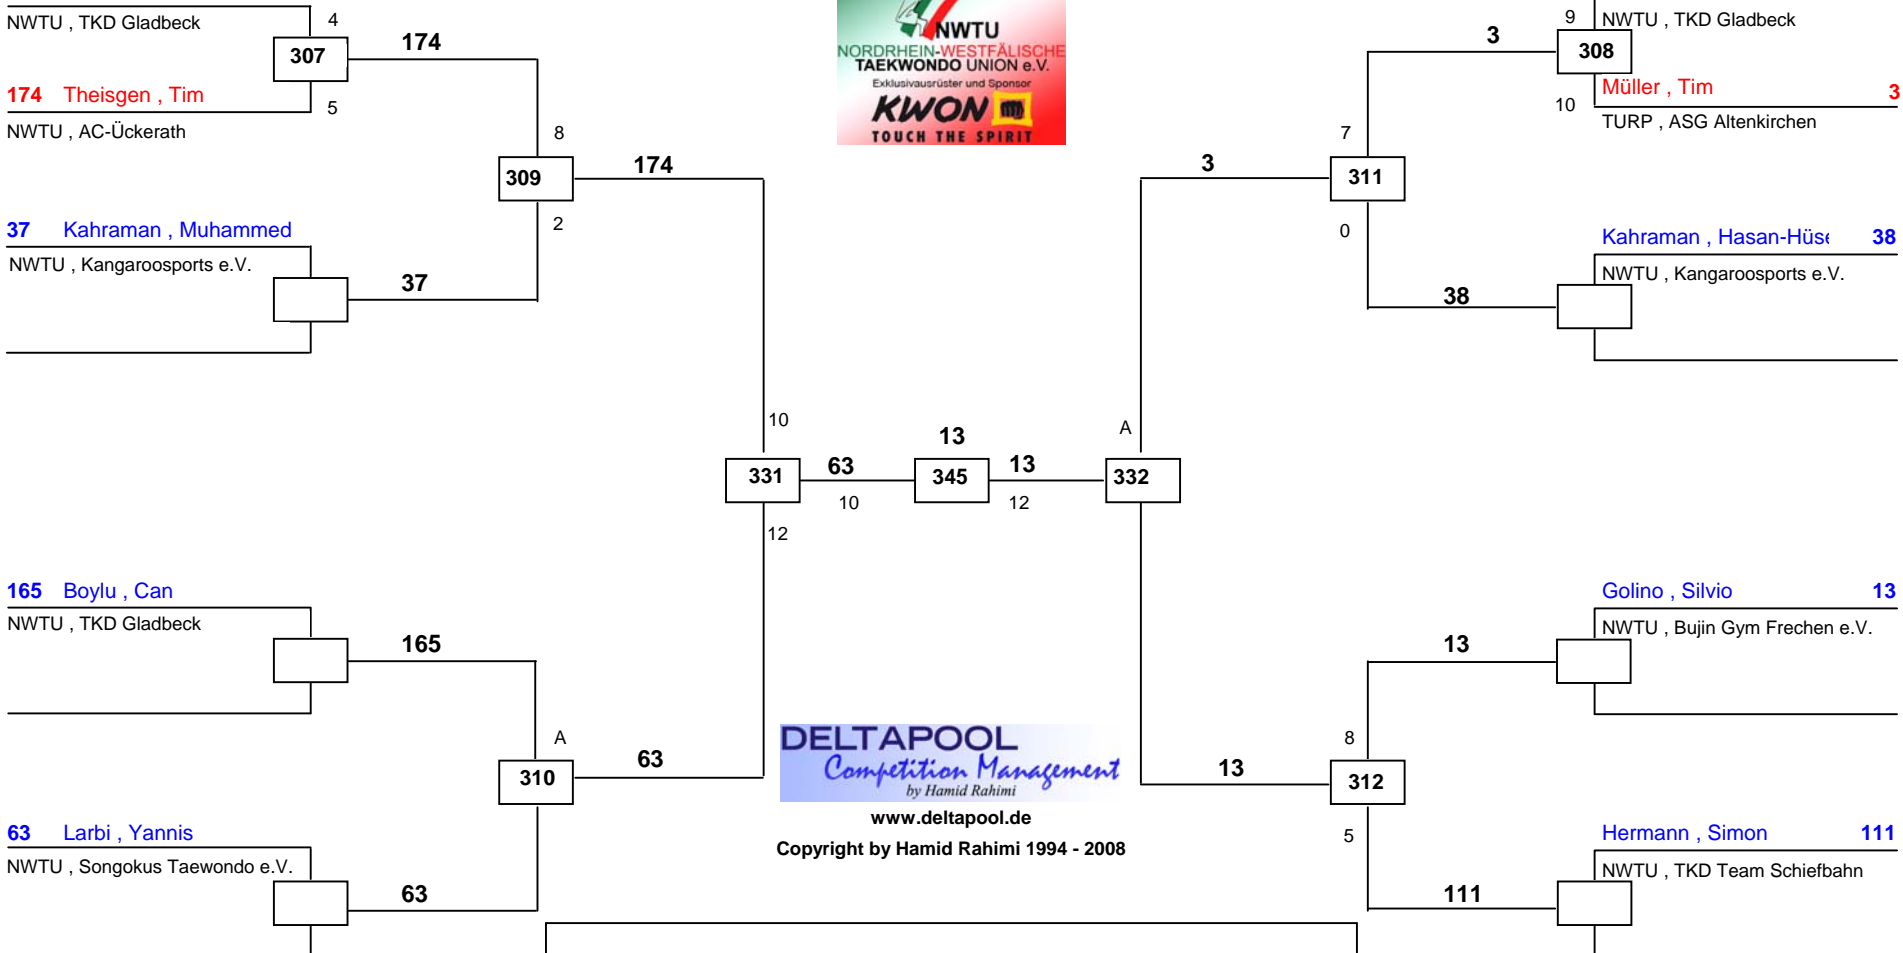 NWTU , TKD Gladbeck
4
307
174
174 Theisgen , Tim
5
NWTU , AC-Ückerath
8
309
174
2
37 Kahraman , Muhammed
NWTU , Kangaroosports e.V.
37
10
331
63
10
12
165 Boylu , Can
NWTU , TKD Gladbeck
165
A
310
63
63 Larbi , Yannis
NWTU , Songokus Taewondo e.V.
63
NWTU
NORDRHEIN-WESTFÄLISCHE
TAEKWONDO UNION e.V.
Exklusivausrüster und Sponsor
KWON
TOUCH THE SPIRIT
13
345
13
12
DELTAPOOL
Competition Management
by Hamid Rahimi
www.deltapool.de
Copyright by Hamid Rahimi 1994 - 2008
9
NWTU , TKD Gladbeck
3
308
Müller , Tim 3
10
TURP , ASG Altenkirchen
7
3
311
0
Kahraman , Hasan-Hüse 38
NWTU , Kangaroosports e.V.
38
A
332
Golino , Silvio 13
NWTU , Bujin Gym Frechen e.V.
13
8
13
312
5
Hermann , Simon 111
NWTU , TKD Team Schiefbahn
111